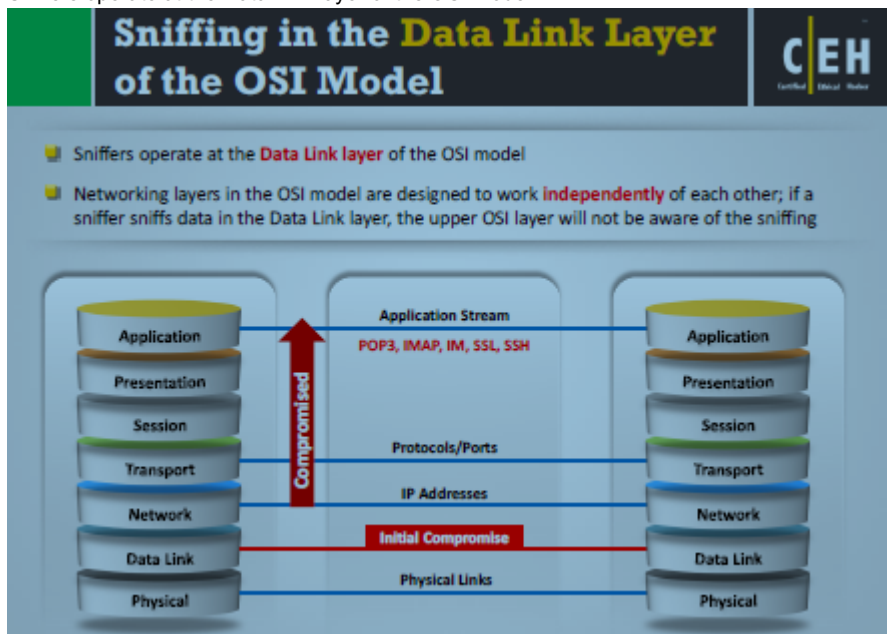 Sniffing in the Data Link Layer
of the OSI Model
C|EH
Certified Ethical Hacker
Sniffers operate at the Data Link layer of the OSI model
Networking layers in the OSI model are designed to work independently of each other; if a
sniffer sniffs data in the Data Link layer, the upper OSI layer will not be aware of the sniffing
Application
Presentation
Session
Transport
Network
Data Link
Physical
Compromised
Application Stream
POP3, IMAP, IM, SSL, SSH
Protocols/Ports
IP Addresses
Initial Compromise
Physical Links
Application
Presentation
Session
Transport
Network
Data Link
Physical